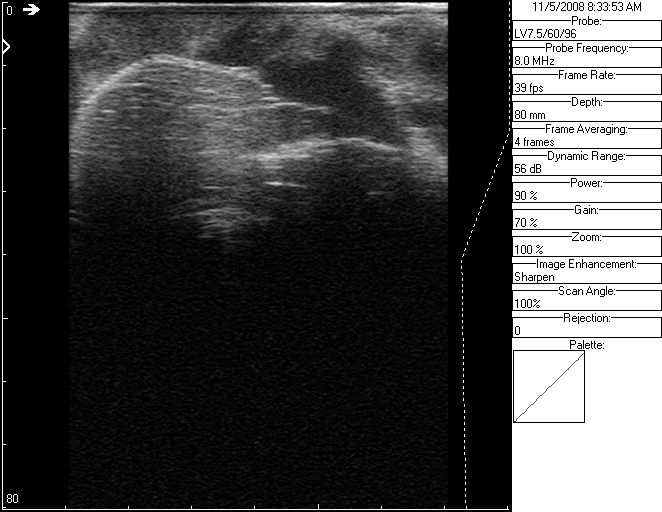 0
80
11/5/2008 8:33:53 AM
Probe:
LV7.5/60/96
Probe Frequency:
8.0 MHz
Frame Rate:
39 fps
Depth:
80 mm
Frame Averaging:
4 frames
Dynamic Range:
56 dB
Power:
90 %
Gain:
70 %
Zoom:
100 %
Image Enhancement:
Sharpen
Scan Angle:
100%
Rejection:
0
Palette: